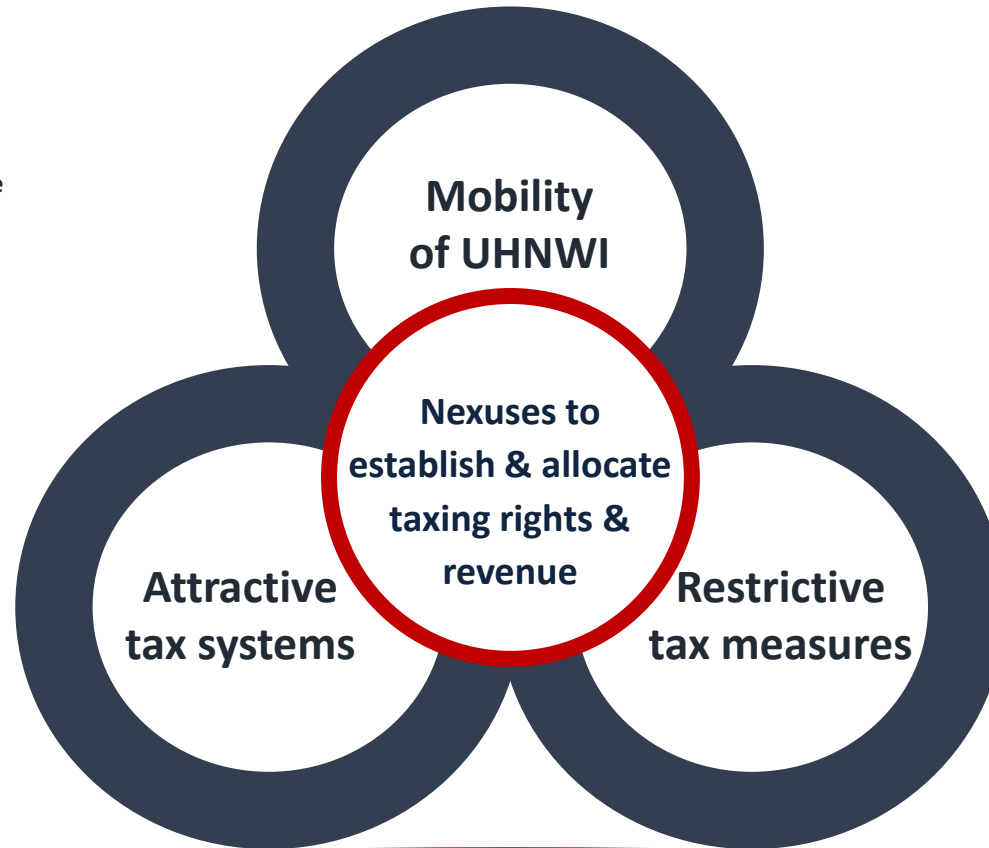 Mobility
of UHNWI
Nexuses to
establish & allocate
taxing rights &
revenue
Attractive
tax systems
Restrictive
tax measures